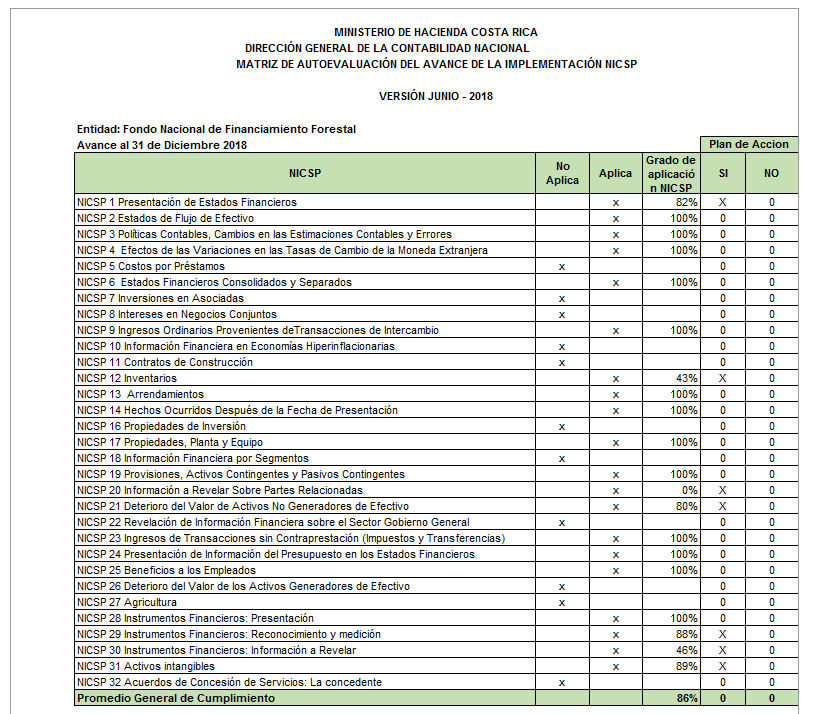 MINISTERIO DE HACIENDA COSTA RICA
DIRECCIÓN GENERAL DE LA CONTABILIDAD NACIONAL
MATRIZ DE AUTOEVALUACIÓN DEL AVANCE DE LA IMPLEMENTACIÓN NICSP
VERSIÓN JUNIO - 2018
Entidad: Fondo Nacional de Financiamiento Forestal
Avance al 31 de Diciembre 2018 Plan de Accion
NICSP No Aplica Aplica Grado de aplicació n NICSP SI NO
NICSP 1 Presentación de Estados Financieros x 82% X 0
NICSP 2 Estados de Flujo de Efectivo x 100% 0 0
NICSP 3 Políticas Contables, Cambios en las Estimaciones Contables y Errores x 100% 0 0
NICSP 4 Efectos de las Variaciones en las Tasas de Cambio de la Moneda Extranjera x 100% 0 0
NICSP 5 Costos por Préstamos x 0 0
NICSP 6 Estados Financieros Consolidados y Separados x 100% 0 0
NICSP 7 Inversiones en Asociadas x 0 0
NICSP 8 Intereses en Negocios Conjuntos x 0 0
NICSP 9 Ingresos Ordinarios Provenientes deTransacciones de Intercambio x 100% 0 0
NICSP 10 Información Financiera en Economías Hiperinflacionarias x 0 0
NICSP 11 Contratos de Construcción x 0 0
NICSP 12 Inventarios x 43% X 0
NICSP 13 Arrendamientos x 100% 0 0
NICSP 14 Hechos Ocurridos Después de la Fecha de Presentación x 100% 0 0
NICSP 16 Propiedades de Inversión x 0 0
NICSP 17 Propiedades, Planta y Equipo x 100% 0 0
NICSP 18 Información Financiera por Segmentos x 0 0
NICSP 19 Provisiones, Activos Contingentes y Pasivos Contingentes x 100% 0 0
NICSP 20 Información a Revelar Sobre Partes Relacionadas x 0% X 0
NICSP 21 Deterioro del Valor de Activos No Generadores de Efectivo x 80% X 0
NICSP 22 Revelación de Información Financiera sobre el Sector Gobierno General x 0 0
NICSP 23 Ingresos de Transacciones sin Contraprestación (Impuestos y Transferencias) x 100% 0 0
NICSP 24 Presentación de Información del Presupuesto en los Estados Financieros x 100% 0 0
NICSP 25 Beneficios a los Empleados x 100% 0 0
NICSP 26 Deterioro del Valor de los Activos Generadores de Efectivo x 0 0
NICSP 27 Agricultura x 0 0
NICSP 28 Instrumentos Financieros: Presentación x 100% 0 0
NICSP 29 Instrumentos Financieros: Reconocimiento y medición x 88% X 0
NICSP 30 Instrumentos Financieros: Información a Revelar x 46% X 0
NICSP 31 Activos intangibles x 89% X 0
NICSP 32 Acuerdos de Concesión de Servicios: La concedente x 0 0
Promedio General de Cumplimiento 86% 0 0